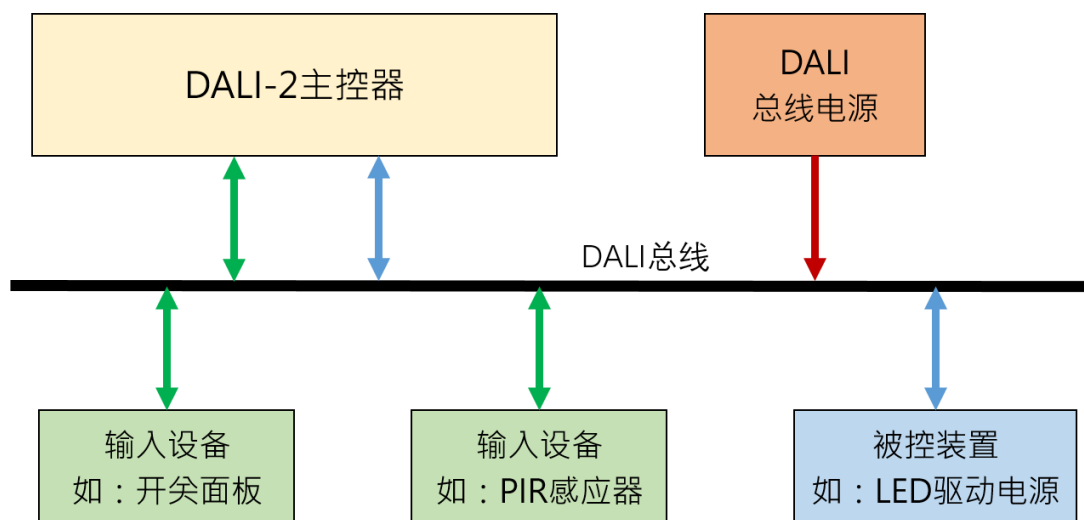 DALI-2主控器
DALI
总线电源
DALI总线
输入设备
如：开关面板
输入设备
如：PIR感应器
被控装置
如：LED驱动电源